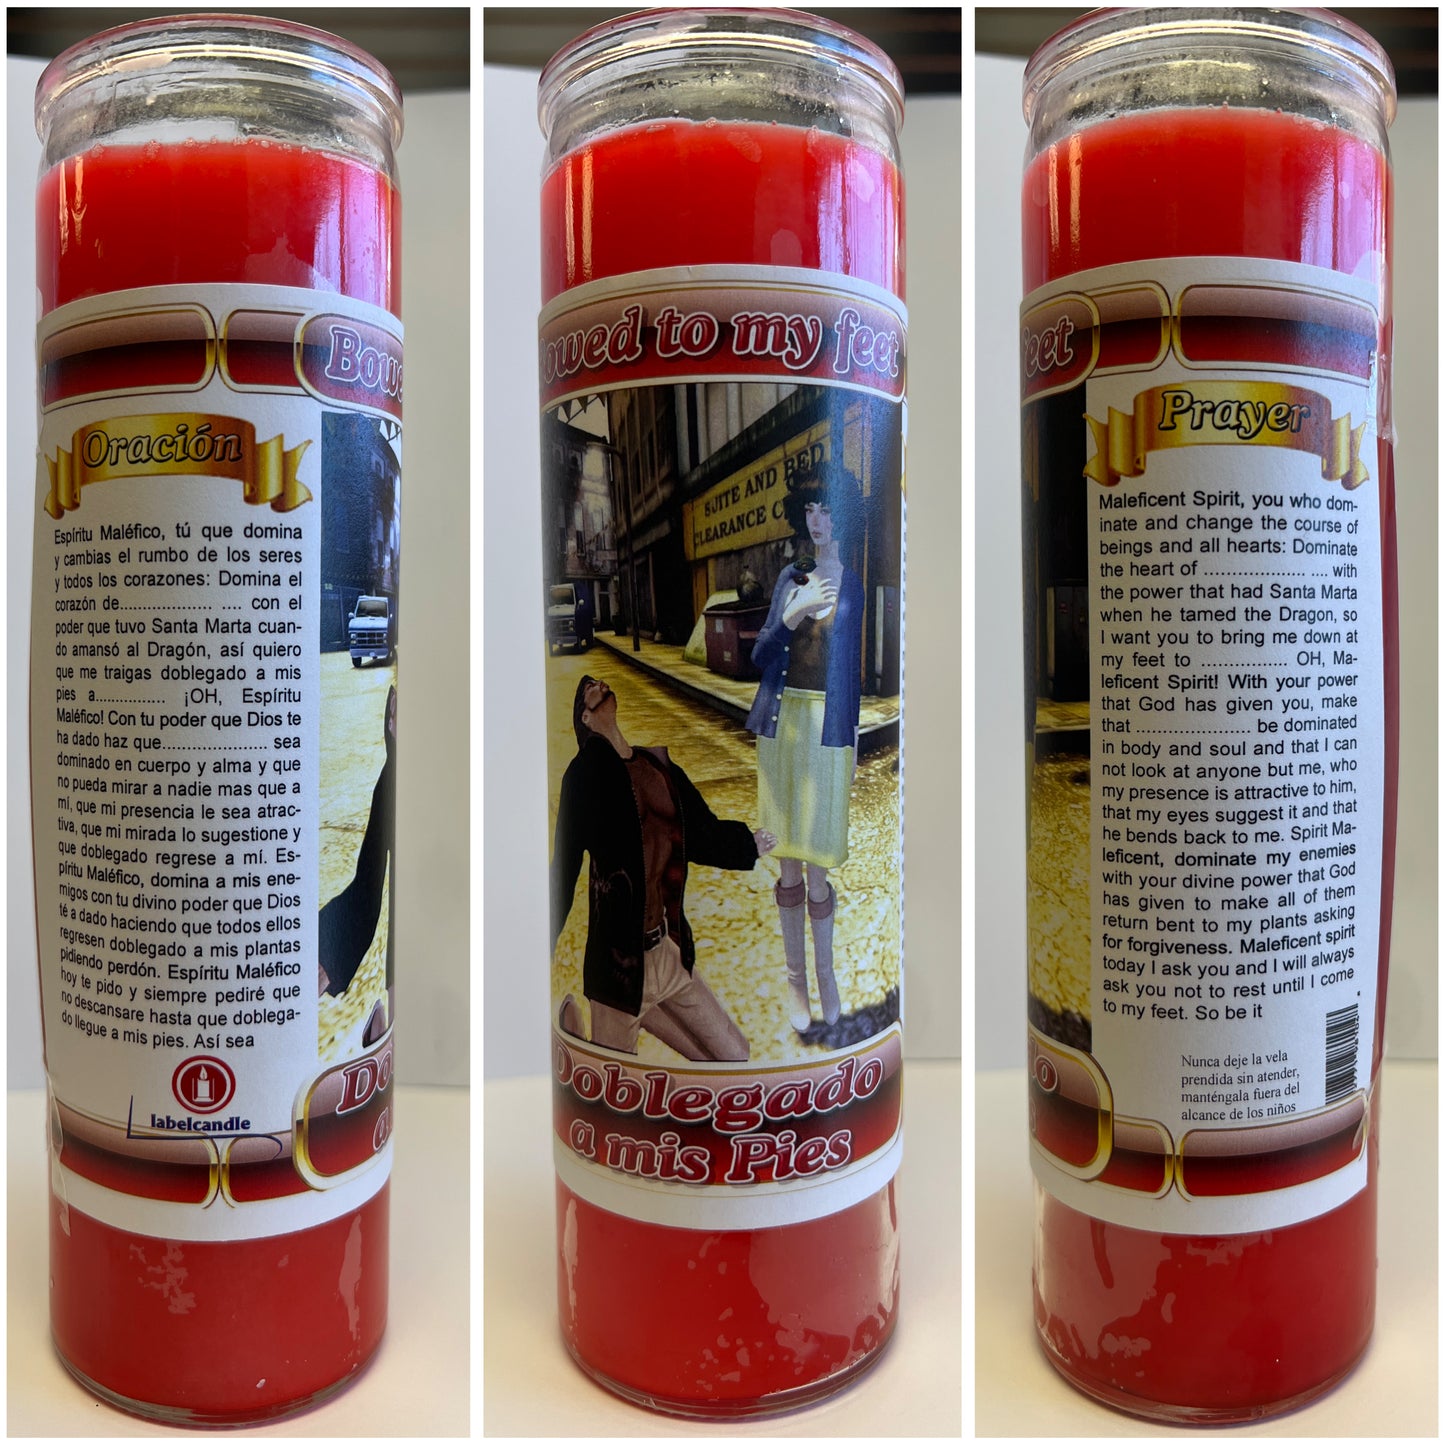 Oración
Espíritu Maléfico, tú que domina
y cambias el rumbo de los seres
y todos los corazones: Domina el
corazón de.................... .... con el
poder que tuvo Santa Marta cuan-
do amansó al Dragón, así quiero
que me traigas doblegado a mis
pies a............... ¡OH, Espíritu
Maléfico! Con tu poder que Dios te
ha dado haz que....................... sea
dominado en cuerpo y alma y que
no pueda mirar a nadie mas que a
mí, que mi presencia le sea atrac-
tiva, que mi mirada lo sugestione y
que doblegado regrese a mí. Es-
píritu Maléfico, domina a mis ene-
migos con tu divino poder que Dios
té a dado haciendo que todos ellos
regresen doblegado a mis plantas
pidiendo perdón. Espíritu Maléfico
hoy te pido y siempre pediré que
no descansare hasta que doblega-
do llegue a mis pies. Así sea
labelcandle
Bowed to my feet
SUITE AND BED
CLEARANCE
Doblegado
a mis Pies
feet
Prayer
Maleficent Spirit, you who dom-
inate and change the course of
beings and all hearts: Dominate
the heart of ................... .... with
the power that had Santa Marta
when he tamed the Dragon, so
I want you to bring me down at
my feet to ................ OH, Ma-
leficent Spirit! With your power
that God has given you, make
that ...................... be dominated
in body and soul and that I can
not look at anyone but me, who
my presence is attractive to him,
that my eyes suggest it and that
he bends back to me. Spirit Ma-
leficent, dominate my enemies
with your divine power that God
has given to make all of them
return bent to my plants asking
for forgiveness. Maleficent spirit
today I ask you and I will always
ask you not to rest until I come
to my feet. So be it
Nunca deje la vela
prendida sin atender,
manténgala fuera del
alcance de los niños